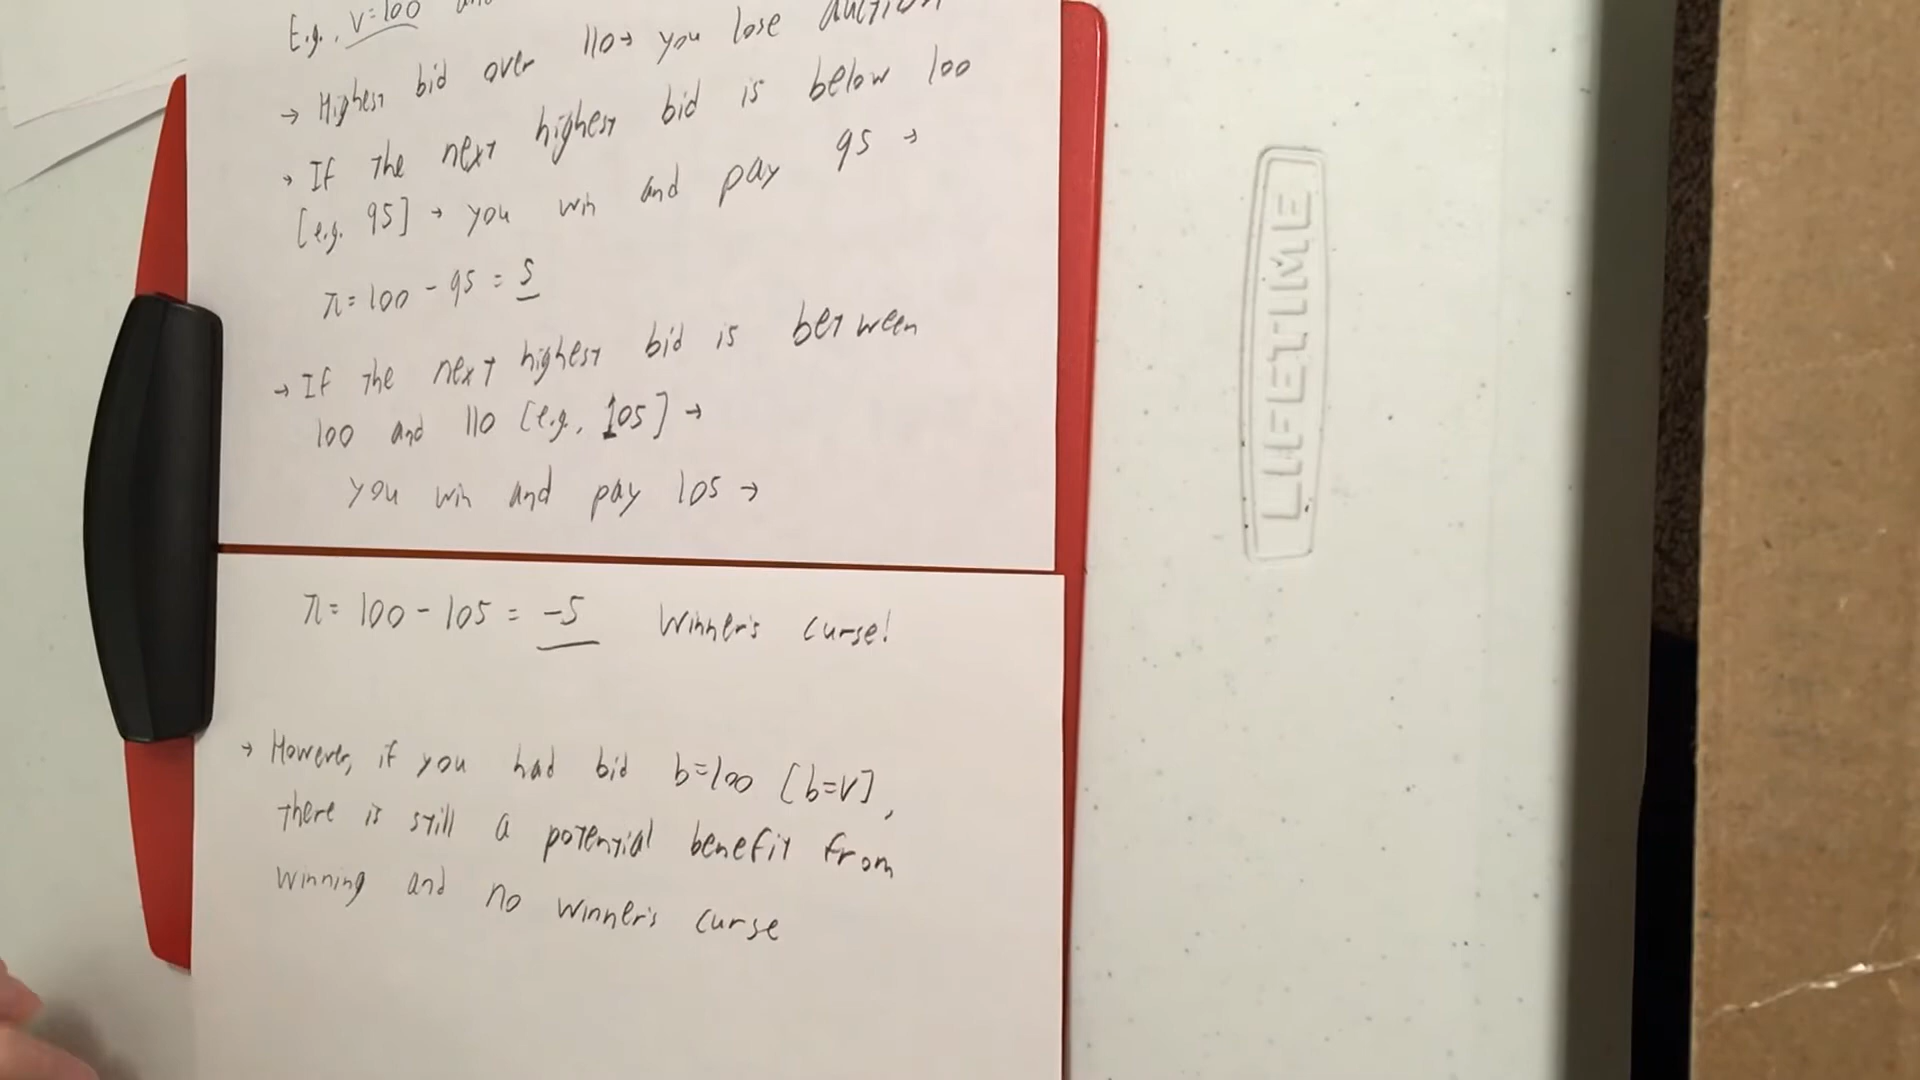 E.g., v=100 and
→ Highest bid over 110→ you lose auction
→ If the next highest bid is below 100
[e.g. 95] → you win and pay 95 →
π= 100 - 95 = 5
→ If the next highest bid is between
100 and 110 [e.g., 105] →
you win and pay 105 →
π= 100 - 105 = -5 Winner's curse!
→ However, if you had bid b=100 [b=v],
there is still a potential benefit from
winning and no winner's curse
LIFETIME